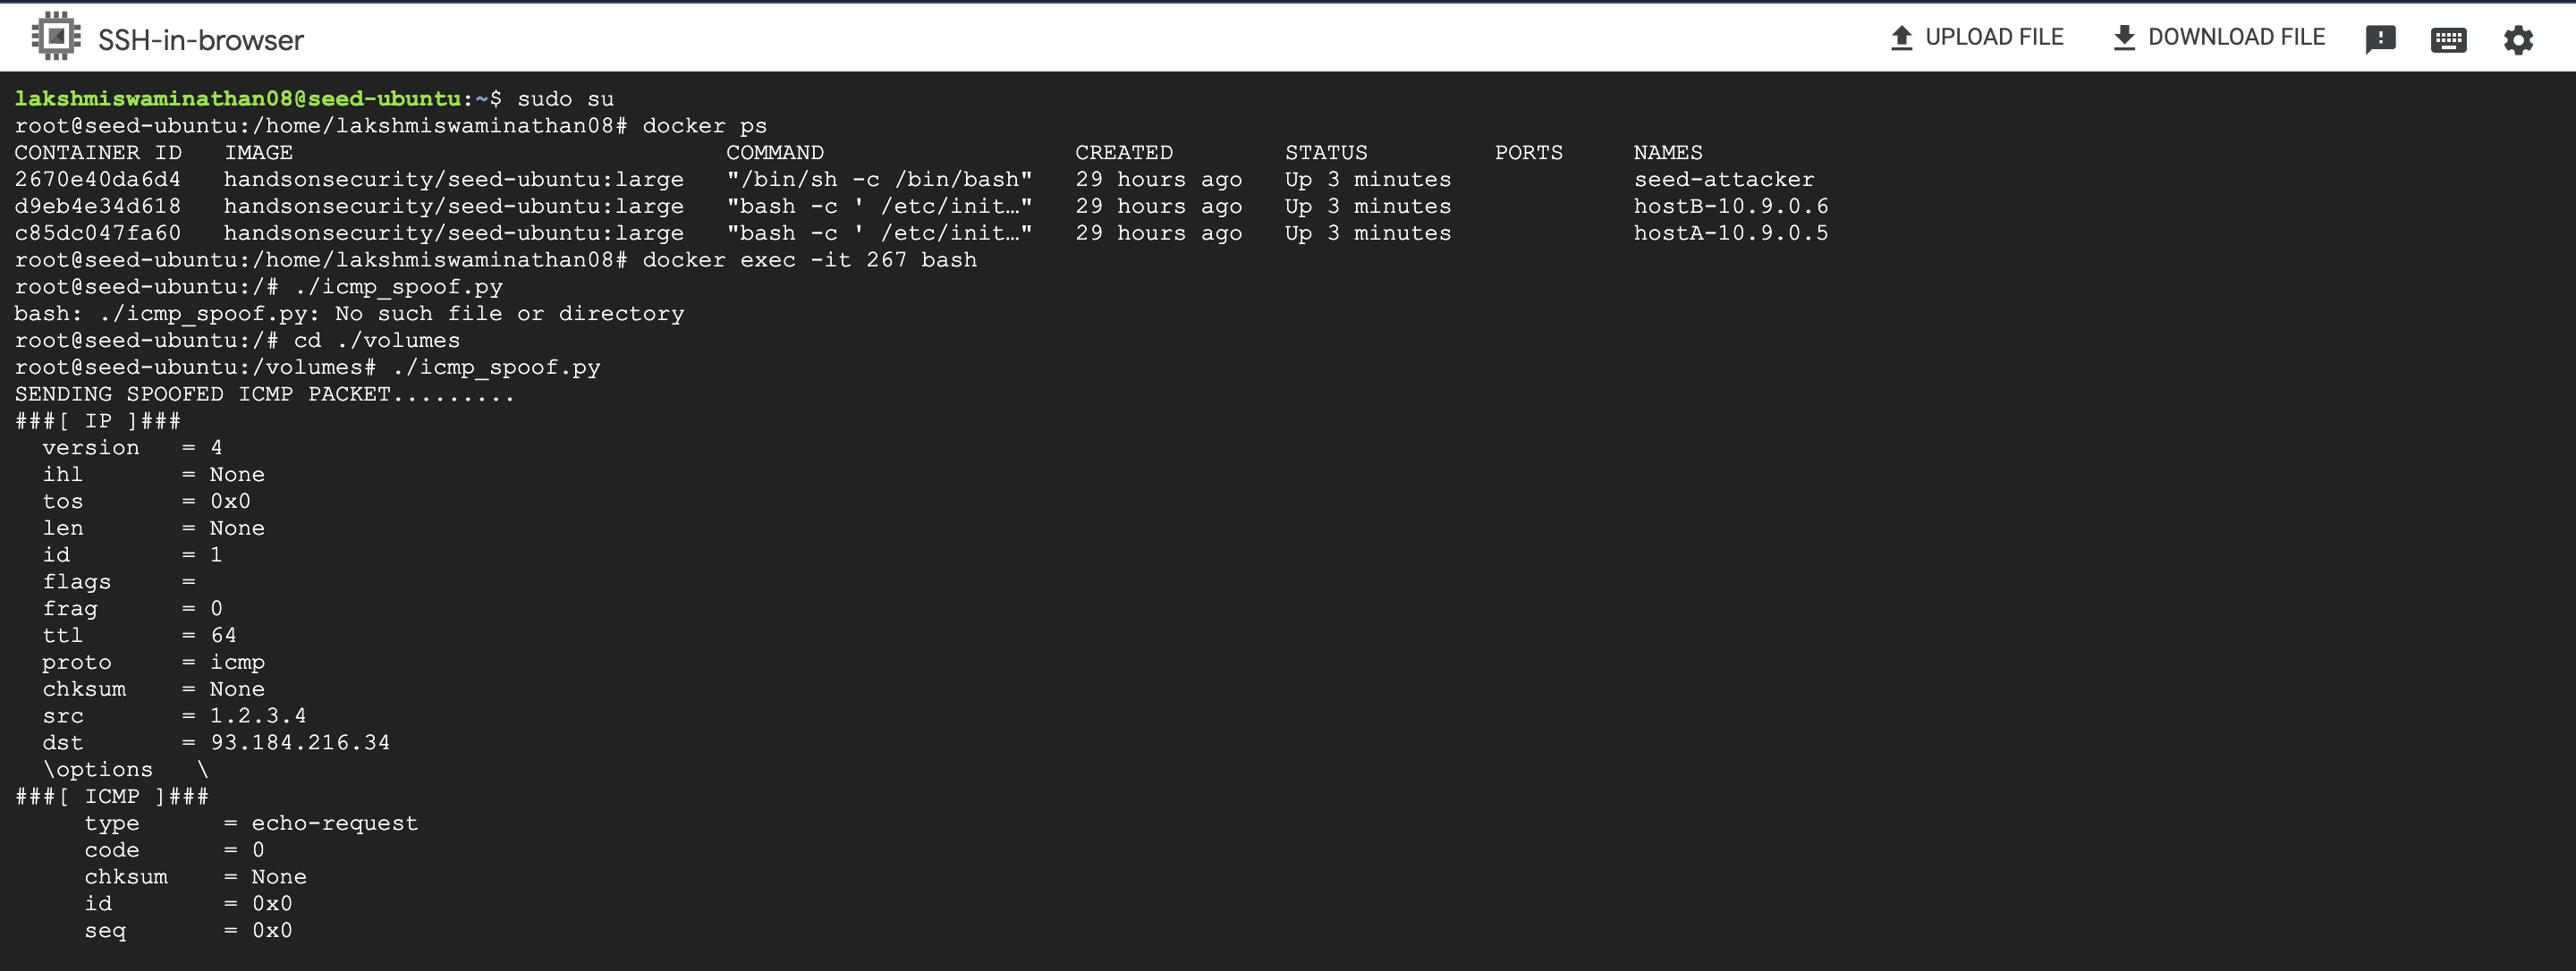 SSH-in-browser UPLOAD FILE DOWNLOAD FILE
lakshmiswaminathan08@seed-ubuntu:~$ sudo su
root@seed-ubuntu:/home/lakshmiswaminathan08# docker ps
CONTAINER ID   IMAGE                               COMMAND                  CREATED        STATUS         PORTS     NAMES
2670e40da6d4   handsonsecurity/seed-ubuntu:large   "/bin/sh -c /bin/bash"   29 hours ago   Up 3 minutes             seed-attacker
d9eb4e34d618   handsonsecurity/seed-ubuntu:large   "bash -c ' /etc/init…"   29 hours ago   Up 3 minutes             hostB-10.9.0.6
c85dc047fa60   handsonsecurity/seed-ubuntu:large   "bash -c ' /etc/init…"   29 hours ago   Up 3 minutes             hostA-10.9.0.5
root@seed-ubuntu:/home/lakshmiswaminathan08# docker exec -it 267 bash
root@seed-ubuntu:/# ./icmp_spoof.py
bash: ./icmp_spoof.py: No such file or directory
root@seed-ubuntu:/# cd ./volumes
root@seed-ubuntu:/volumes# ./icmp_spoof.py
SENDING SPOOFED ICMP PACKET.........
###[ IP ]###
  version   = 4
  ihl       = None
  tos       = 0x0
  len       = None
  id        = 1
  flags     =
  frag      = 0
  ttl       = 64
  proto     = icmp
  chksum    = None
  src       = 1.2.3.4
  dst       = 93.184.216.34
  \options   \
###[ ICMP ]###
     type      = echo-request
     code      = 0
     chksum    = None
     id        = 0x0
     seq       = 0x0